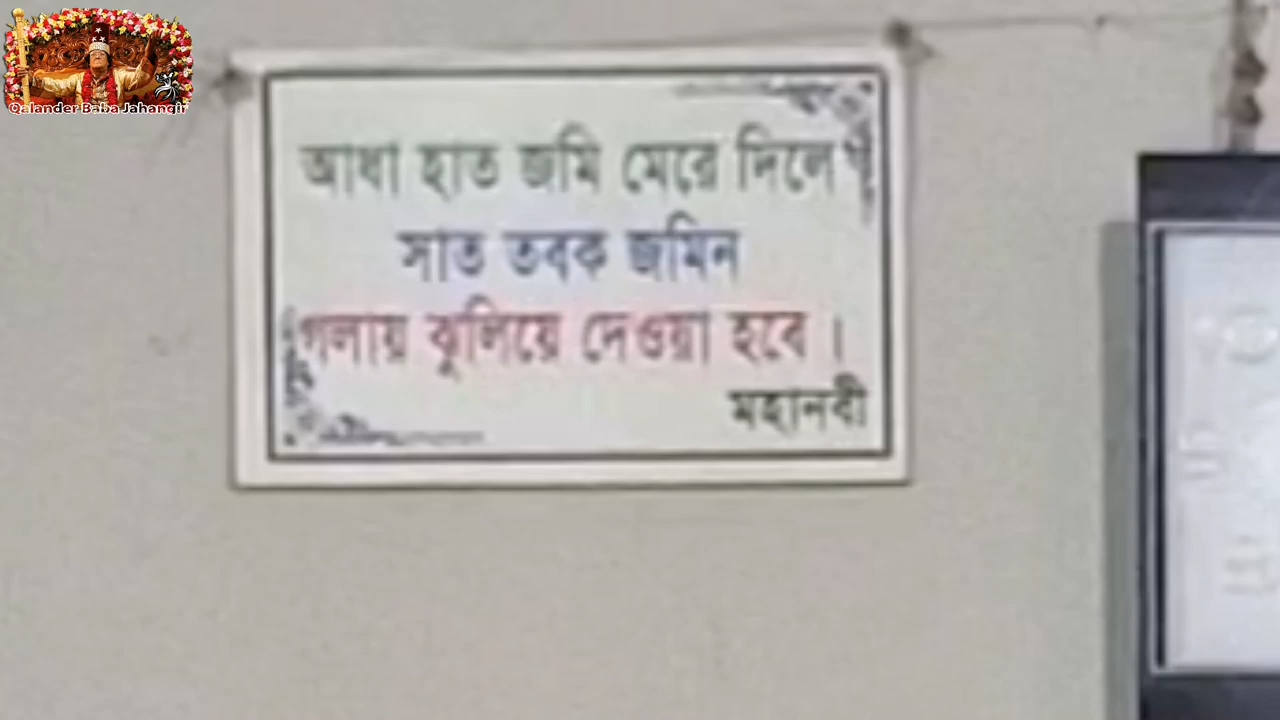 Qalander Baba Jahangir
আধা হাত জমি মেরে দিলে
সাত তবক জমিন
গলায় ঝুলিয়ে দেওয়া হবে ।
মহানবী